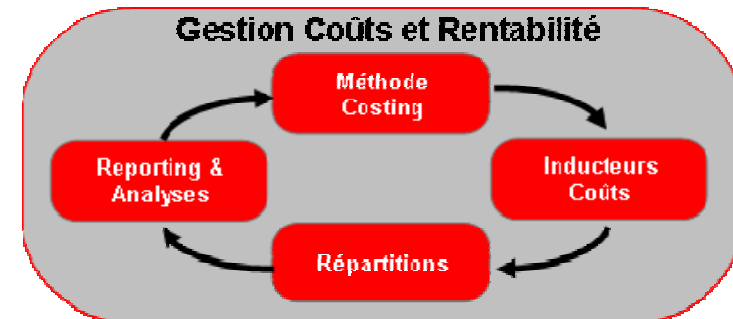 Gestion Coûts et Rentabilité
Méthode
Costing
Inducteurs
Coûts
Répartitions
Reporting &
Analyses